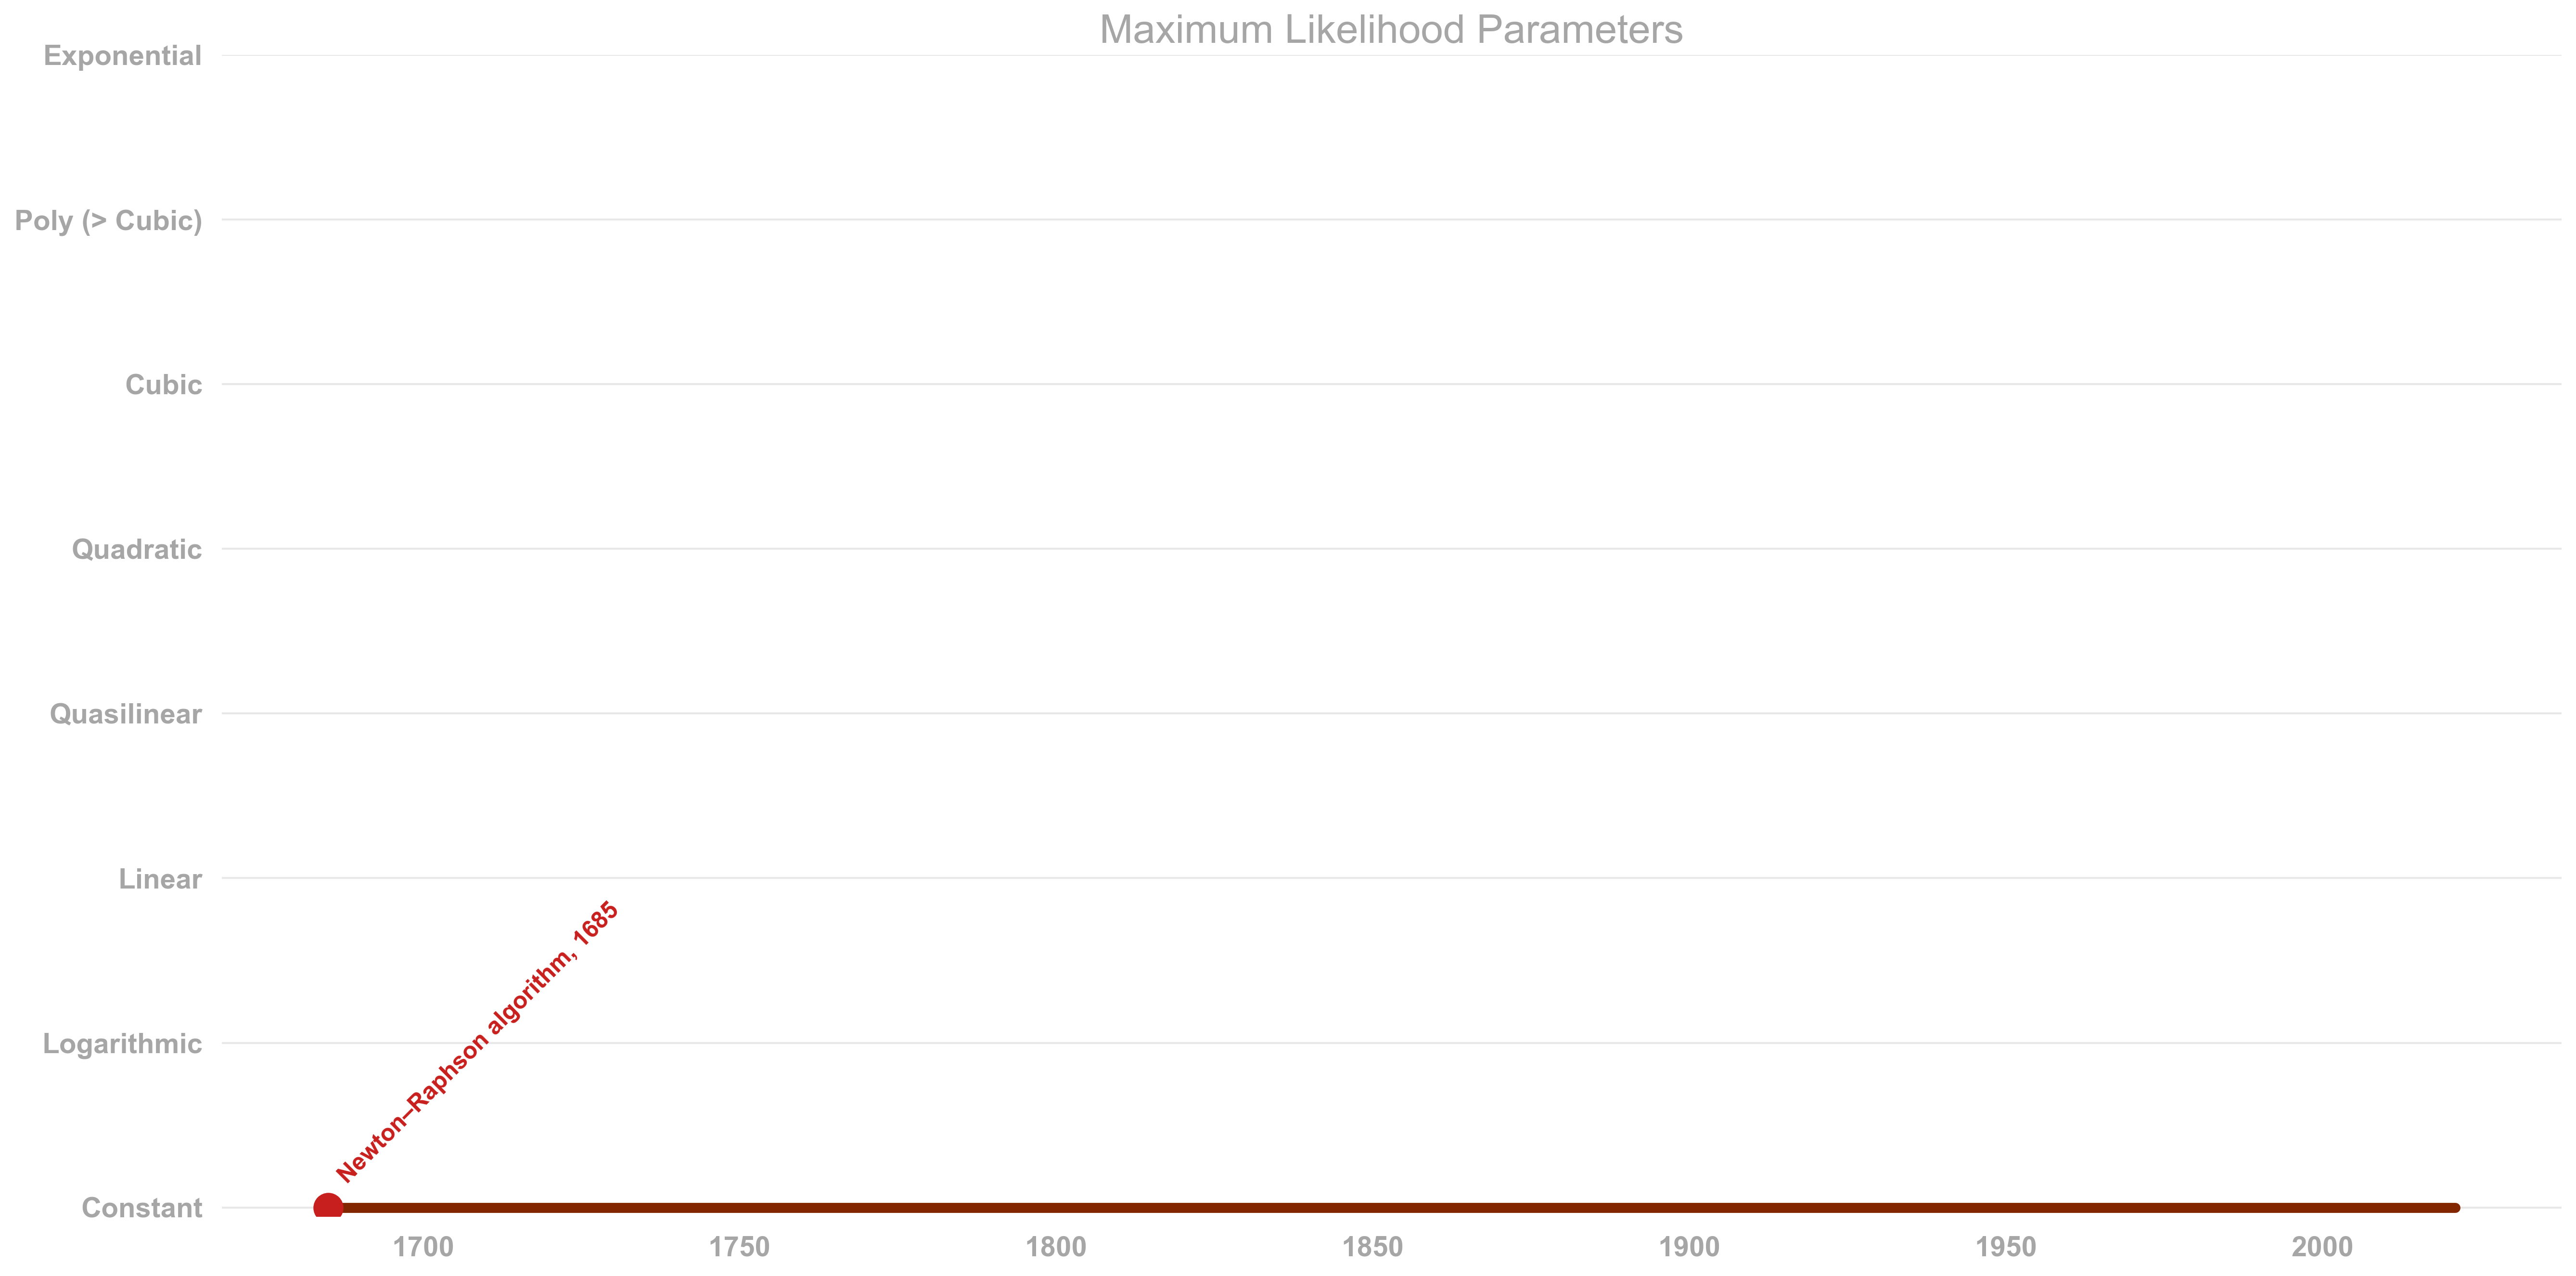 Maximum Likelihood Parameters
Exponential
Poly (> Cubic)
Cubic
Quadratic
Quasilinear
Linear
Logarithmic
Constant
Newton–Raphson algorithm, 1685
1700
1750
1800
1850
1900
1950
2000